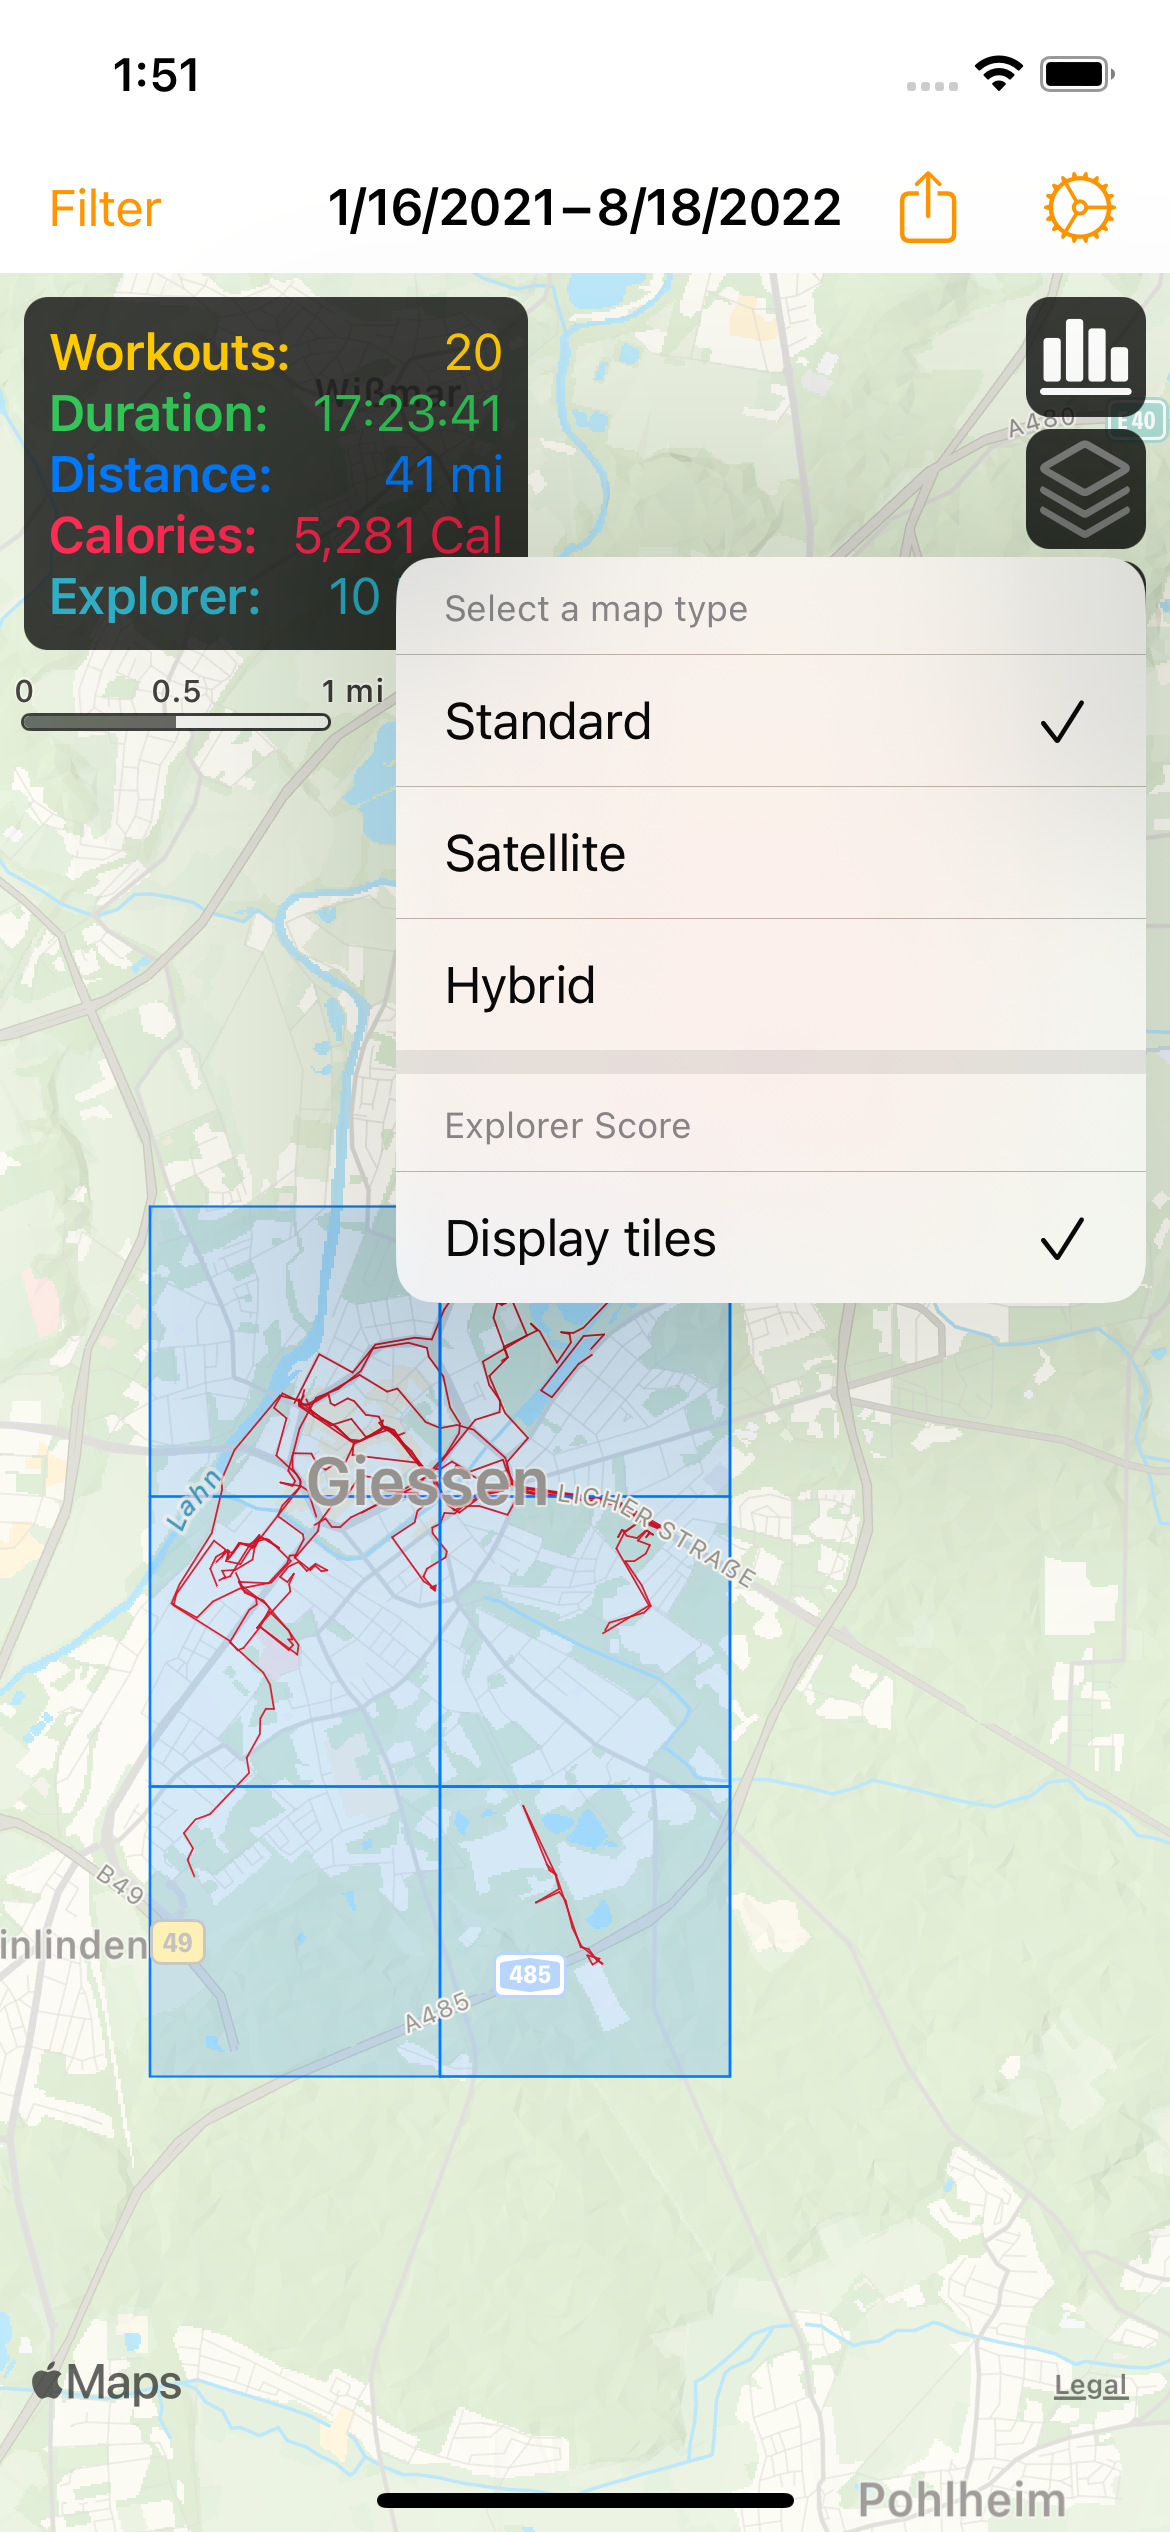 1:51
Filter
1/16/2021–8/18/2022
Workouts: 20
Wißmar
Duration: 17:23:41
Distance: 41 mi
Calories: 5,281 Cal
Explorer: 10
A480
E40
0 0.5 1 mi
Select a map type
Standard
Satellite
Hybrid
Explorer Score
Display tiles
Giessen
Lahn
LICHER STRAẞE
B49
inlinden
49
485
A485
Maps
Legal
Pohlheim